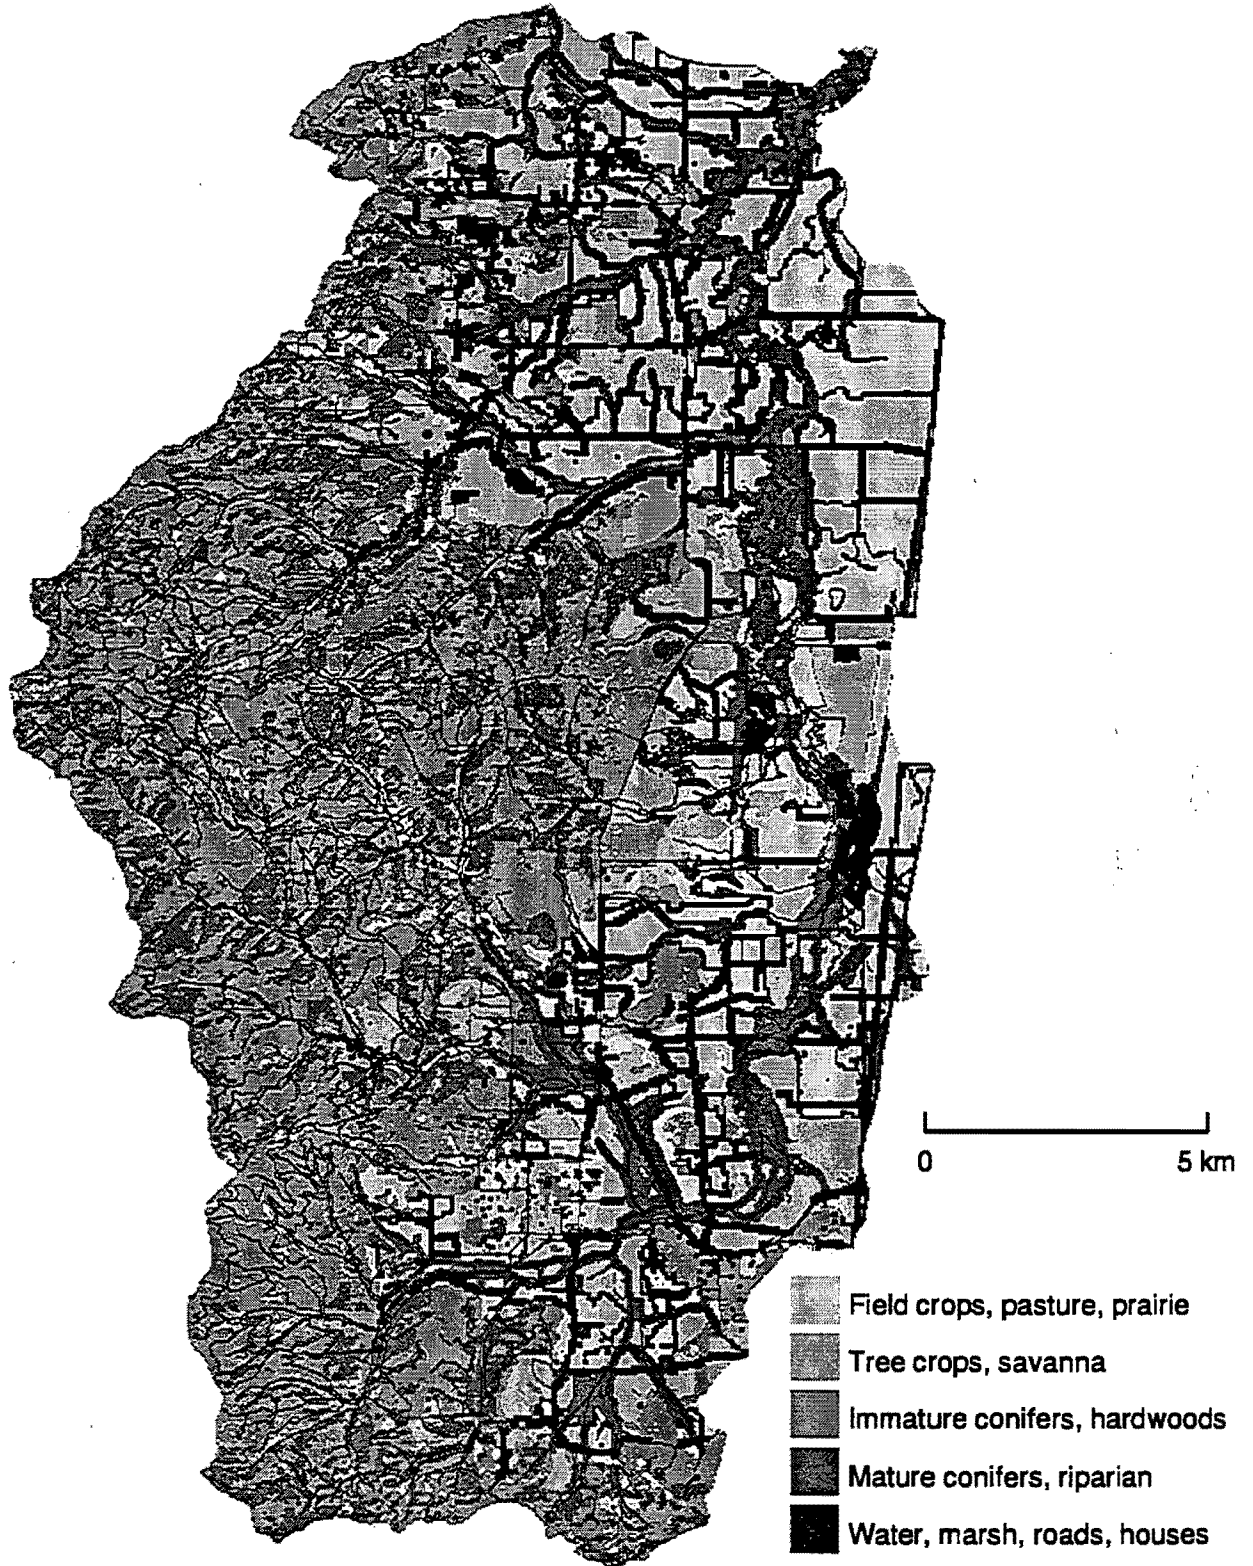 0 5 km
Field crops, pasture, prairie
Tree crops, savanna
Immature conifers, hardwoods
Mature conifers, riparian
Water, marsh, roads, houses